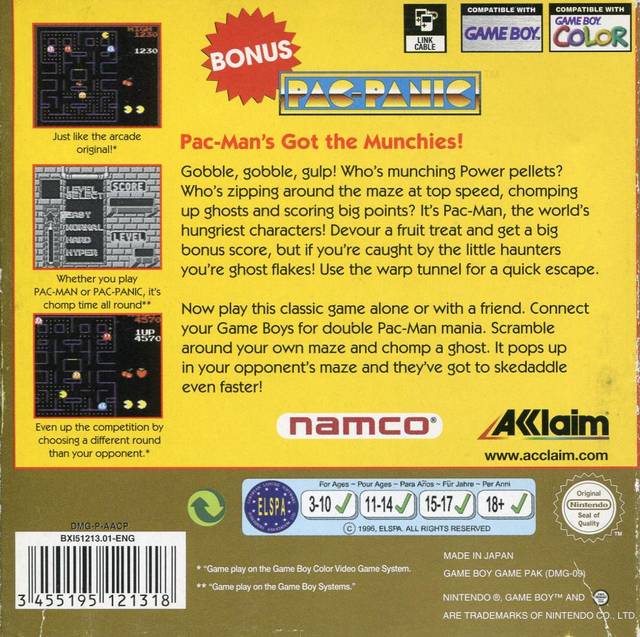 HIGH
1230
1230
Just like the arcade
original!*
LEVEL
SELECT
EASY
NORMAL
HARD
HYPER
SCORE
LEVEL
Whether you play
PAC-MAN or PAC-PANIC, it's
chomp time all round**
4570
1UP
4570
Even up the competition by
choosing a different round
than your opponent.*
BONUS
PAC-PANIC
LINK
CABLE
COMPATIBLE WITH
GAME BOY
COMPATIBLE WITH
GAME BOY
COLOR
Pac-Man's Got the Munchies!
Gobble, gobble, gulp! Who's munching Power pellets?
Who's zipping around the maze at top speed, chomping
up ghosts and scoring big points? It's Pac-Man, the world's
hungriest characters! Devour a fruit treat and get a big
bonus score, but if you're caught by the little haunters
you're ghost flakes! Use the warp tunnel for a quick escape.
Now play this classic game alone or with a friend. Connect
your Game Boys for double Pac-Man mania. Scramble
around your own maze and chomp a ghost. It pops up
in your opponent's maze and they've got to skedaddle
even faster!
namco®
AKlaim
www.acclaim.com
ELSPA
For Ages ~ Pour Ages ~ Para Años ~ Für Jahre ~ Per Anni
3-10 11-14 15-17 18+
© 1996, ELSPA. ALL RIGHTS RESERVED
Original
Nintendo
Seal of
Quality
TM
DMG-P-AACP
BXI51213.01-ENG
3 455195 121318
* "Game play on the Game Boy Color Video Game System.
** "Game play on the Game Boy Systems."
MADE IN JAPAN
GAME BOY GAME PAK (DMG-09)
NINTENDO ®, GAME BOY™ AND
ARE TRADEMARKS OF NINTENDO CO., LTD.